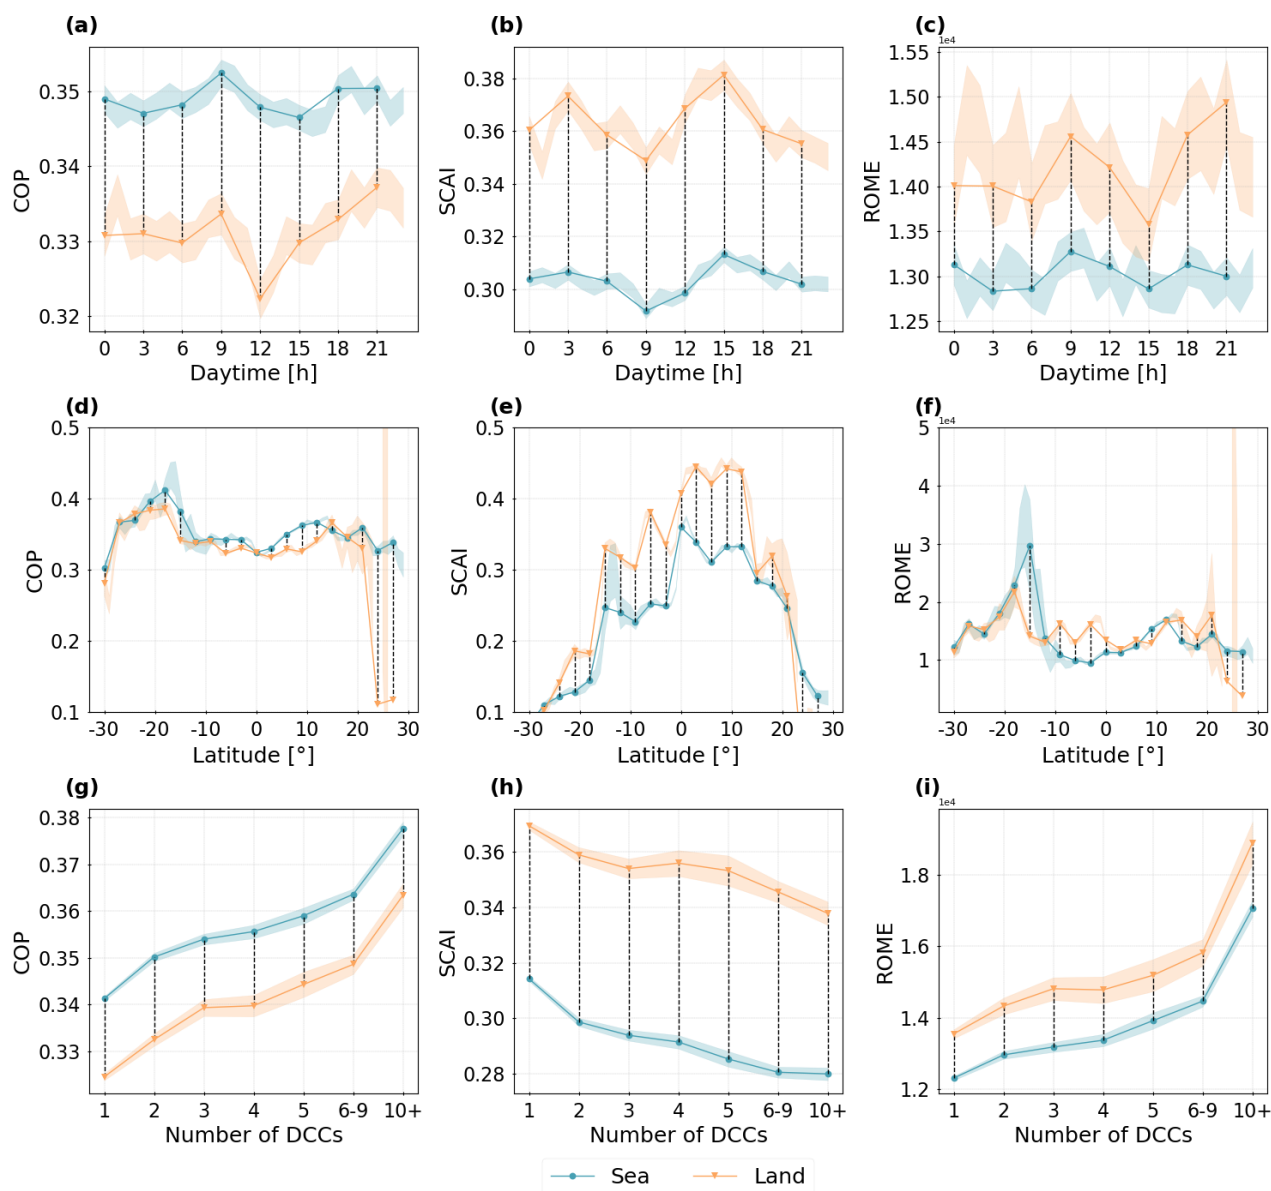 (a) (b) (c)
1e4
COP
0.35
0.34
0.33
0.32
0 3 6 9 12 15 18 21
Daytime [h]
SCAI
0.38
0.36
0.34
0.32
0.30
0 3 6 9 12 15 18 21
Daytime [h]
ROME
1.55
1.50
1.45
1.40
1.35
1.30
1.25
0 3 6 9 12 15 18 21
Daytime [h]
(d) (e) (f)
1e4
COP
0.5
0.4
0.3
0.2
0.1
-30 -20 -10 0 10 20 30
Latitude [°]
SCAI
0.5
0.4
0.3
0.2
0.1
-30 -20 -10 0 10 20 30
Latitude [°]
ROME
5
4
3
2
1
-30 -20 -10 0 10 20 30
Latitude [°]
(g) (h) (i)
1e4
COP
0.38
0.37
0.36
0.35
0.34
0.33
1 2 3 4 5 6-9 10+
Number of DCCs
SCAI
0.36
0.34
0.32
0.30
0.28
1 2 3 4 5 6-9 10+
Number of DCCs
ROME
1.8
1.6
1.4
1.2
1 2 3 4 5 6-9 10+
Number of DCCs
Sea Land